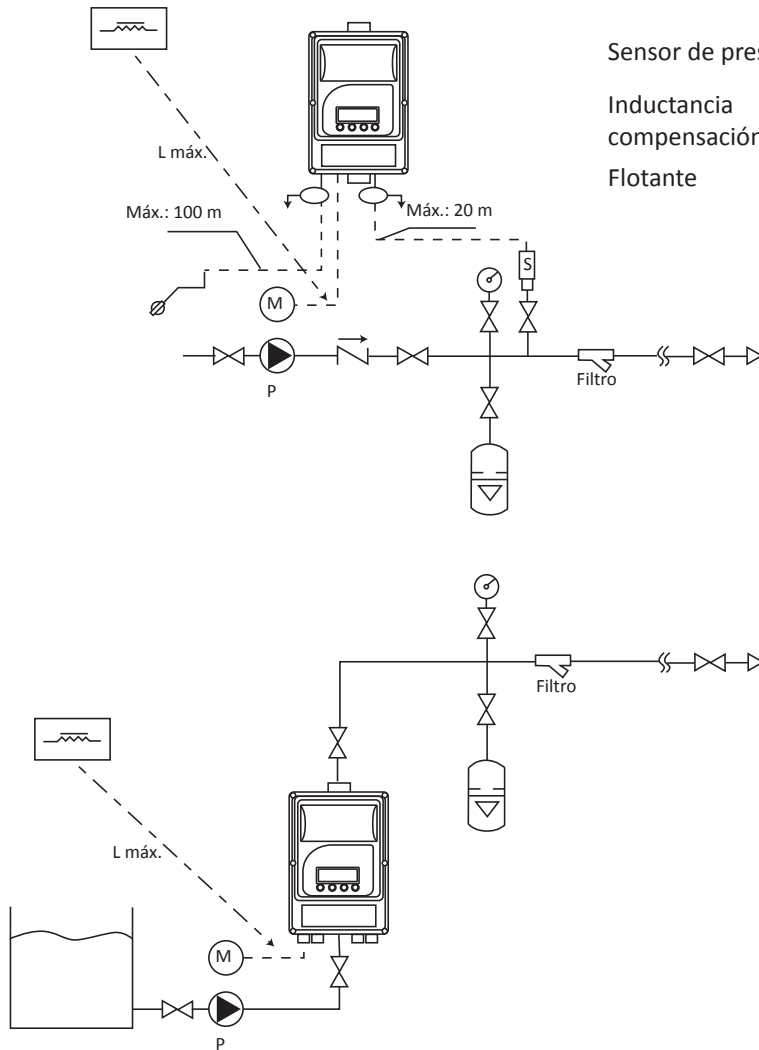 Sensor de pres
Inductancia
compensación
Flotante
L máx.
Máx.: 100 m
Máx.: 20 m
S
M
P
Filtro
Filtro
L máx.
M
P